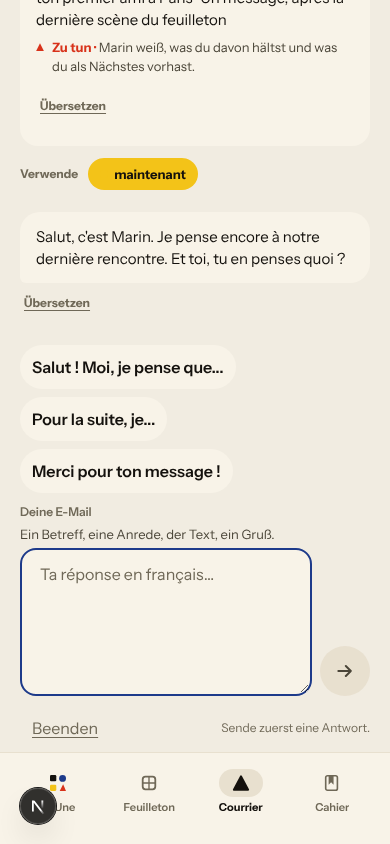 dernière scène du feuilleton
Zu tun · Marin weiß, was du davon hältst und was
du als Nächstes vorhast.
Übersetzen
Verwende maintenant
Salut, c'est Marin. Je pense encore à notre
dernière rencontre. Et toi, tu en penses quoi ?
Übersetzen
Salut ! Moi, je pense que...
Pour la suite, je...
Merci pour ton message !
Deine E-Mail
Ein Betreff, eine Anrede, der Text, ein Gruß.
Ta réponse en français...
Beenden Sende zuerst eine Antwort.
N Une Feuilleton Courrier Cahier